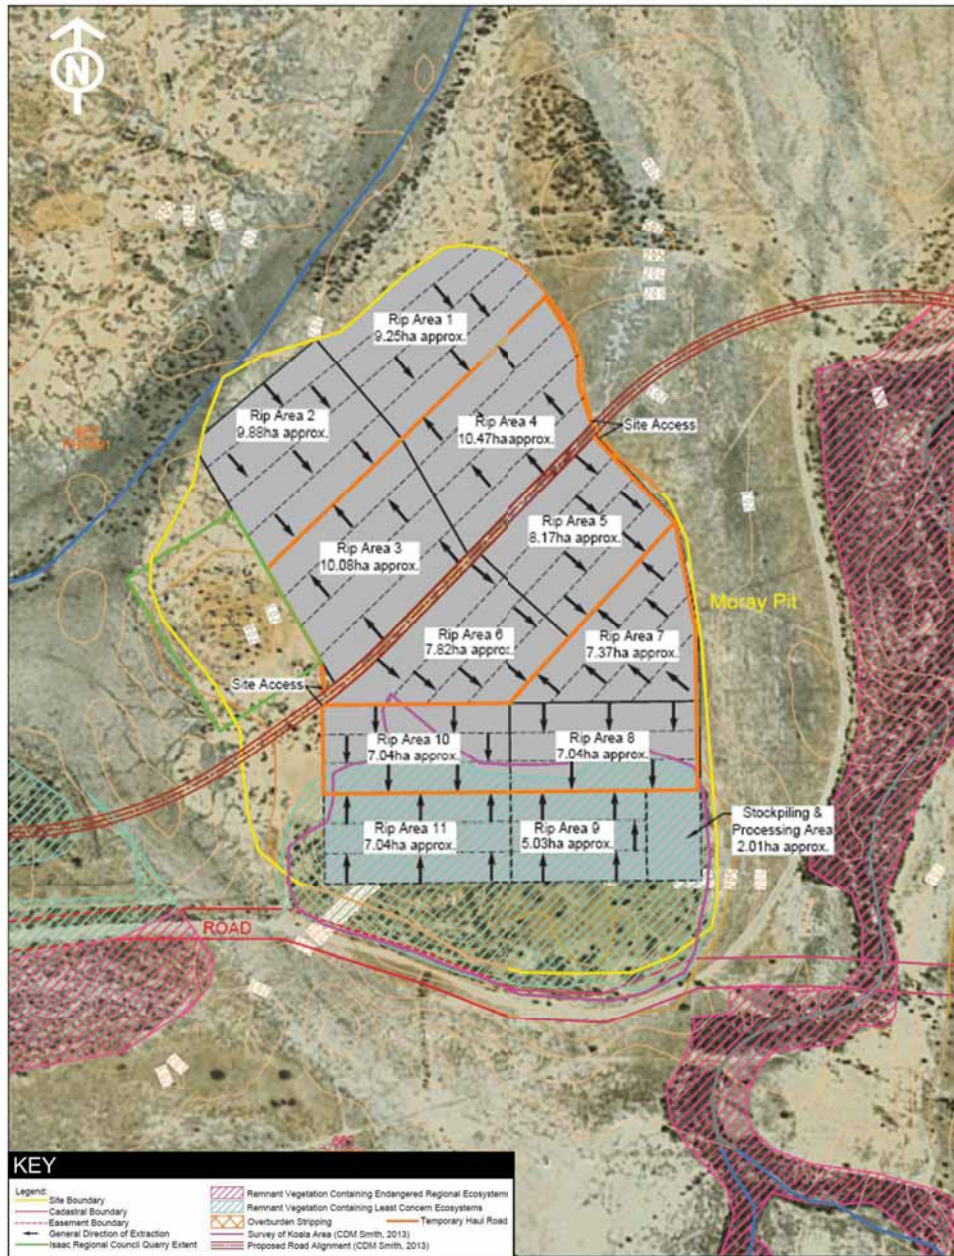 N
Rip Area 1
9.25ha approx.
Rip Area 2
9.88ha approx.
Rip Area 4
10.47ha approx.
Site Access
Rip Area 5
8.17ha approx.
Rip Area 3
10.08ha approx.
Moray Pit
Rip Area 6
7.82ha approx.
Rip Area 7
7.37ha approx.
Site Access
Rip Area 10
7.04ha approx.
Rip Area 8
7.04ha approx.
Rip Area 11
7.04ha approx.
Rip Area 9
5.03ha approx.
Stockpiling &
Processing Area
2.01ha approx.
ROAD
KEY
Legend:
Site Boundary
Cadastral Boundary
Easement Boundary
General Direction of Extraction
Isaac Regional Council Quarry Extent
Remnant Vegetation Containing Endangered Regional Ecosystems
Remnant Vegetation Containing Least Concern Ecosystems
Overburden Stripping
Temporary Haul Road
Survey of Koala Area (CDM Smith, 2013)
Proposed Road Alignment (CDM Smith, 2013)